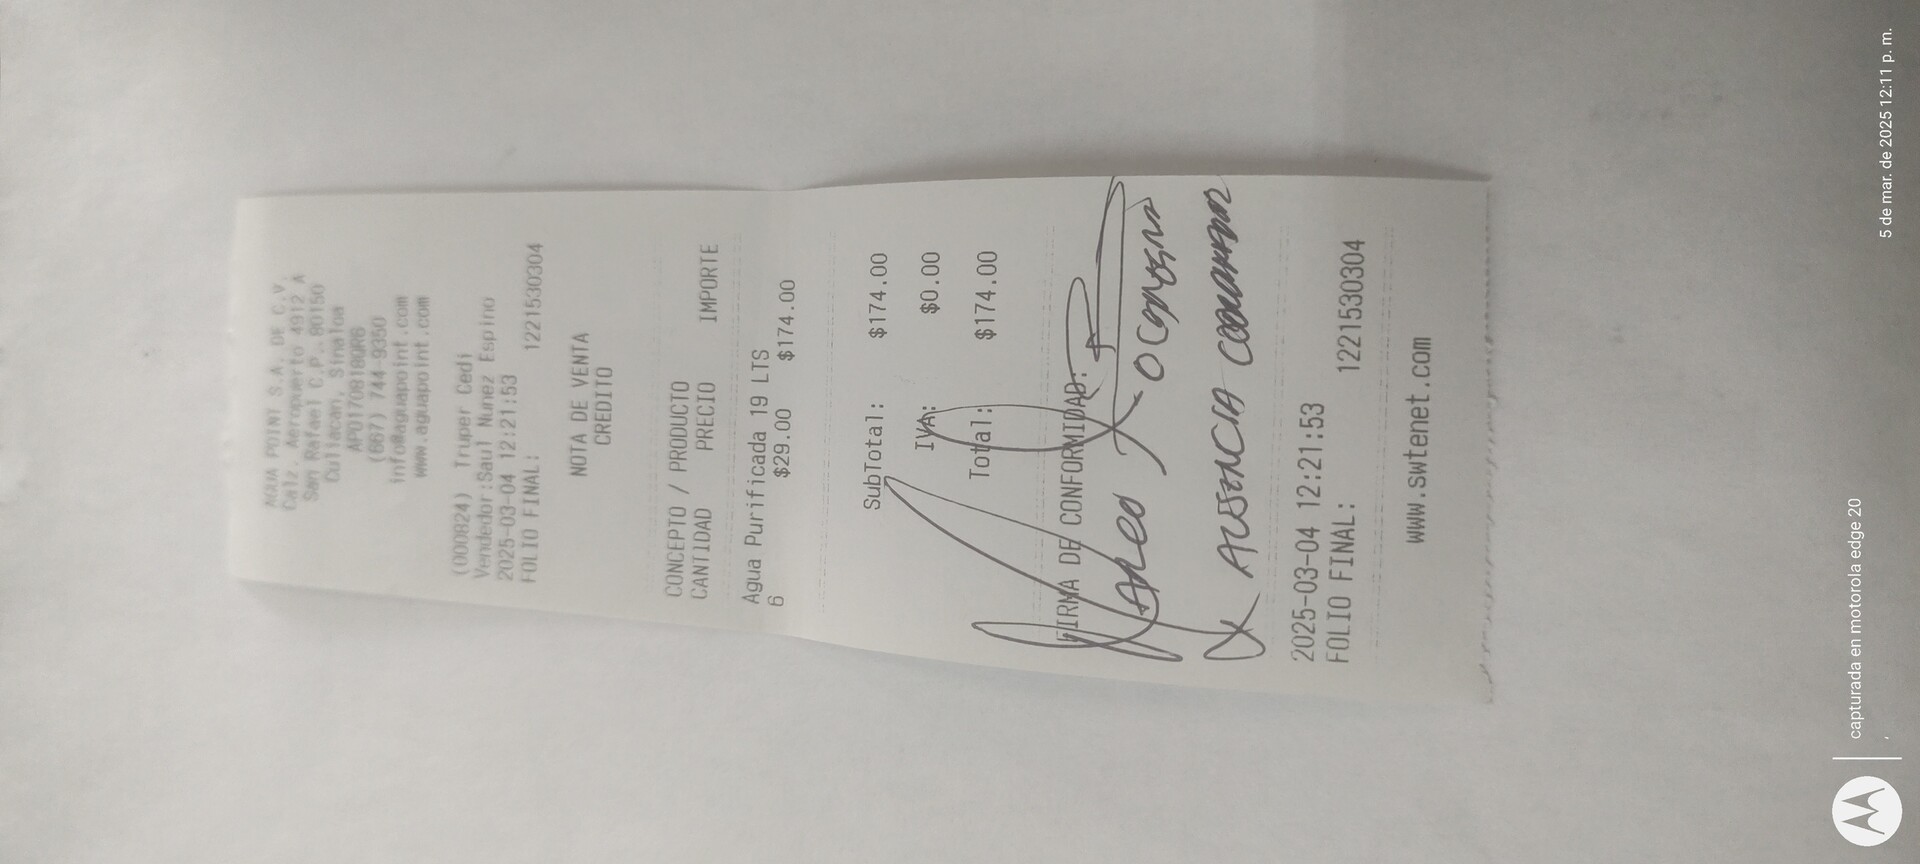 AQUA POINT S.A. DE C.V.
Calz. Aeropuerto 4912 A
San Rafael C.P. 80150
Culiacan, Sinaloa
(667) 744-9350
info@aguapoint.com
www.aguapoint.com
(000824) Truper Cedi
Vendedor:Saul Nunez Espino
2025-03-04 12:21:53
FOLIO FINAL: 1221530304
NOTA DE VENTA
CREDITO
CONCEPTO / PRODUCTO
CANTIDAD PRECIO IMPORTE
Agua Purificada 19 LTS
6 $29.00 $174.00
SubTotal: $174.00
IVA: $0.00
Total: $174.00
FIRMA DE CONFORMIDAD:
AUSENCIA
2025-03-04 12:21:53
FOLIO FINAL: 1221530304
www.swtenet.com
capturada en motorola edge 20
5 de mar. de 2025 12:11 p. m.